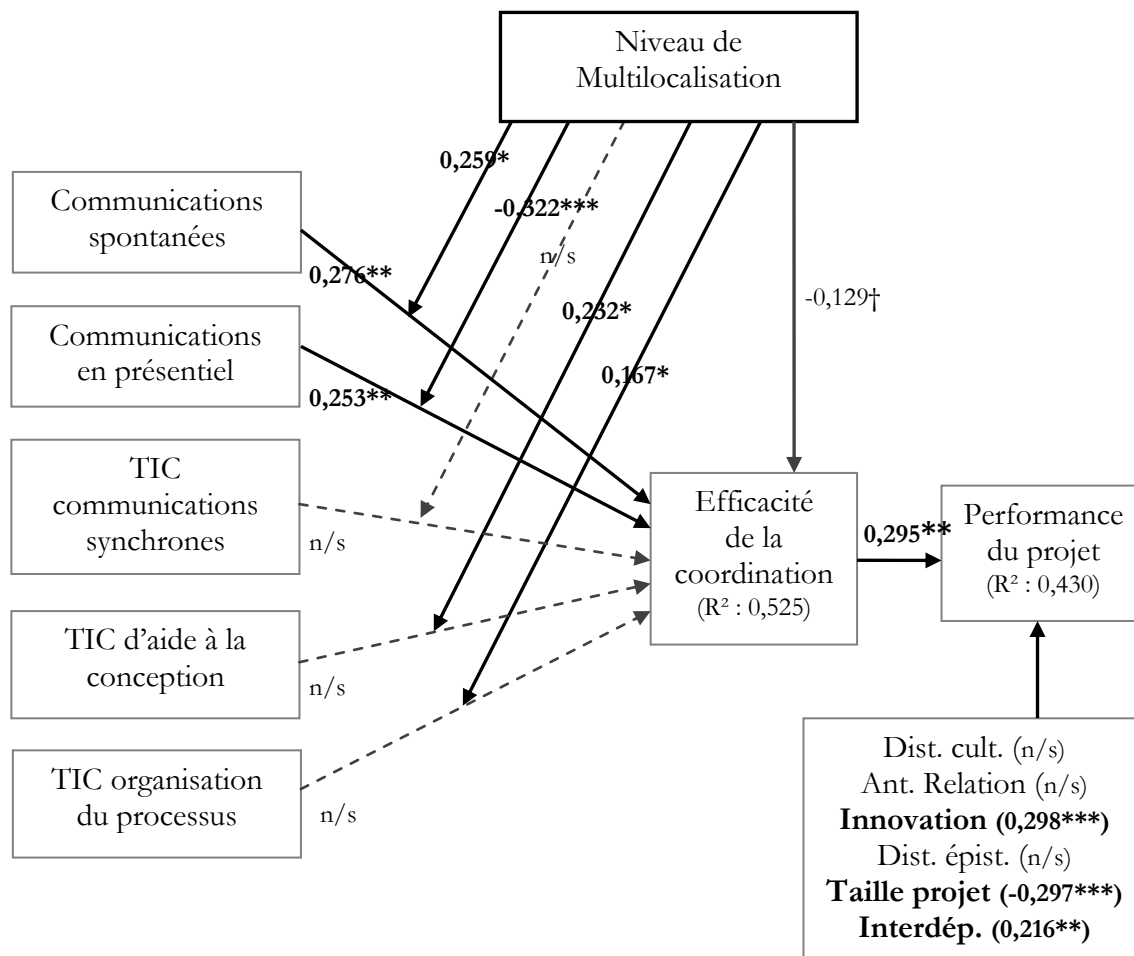 Niveau de
Multilocalisation
0,259*
-0,322***
n/s
0,232*
0,167*
-0,129†
Communications
spontanées
0,276**
Communications
en présentiel
0,253**
TIC
communications
synchrones
n/s
TIC d'aide à la
conception
n/s
TIC organisation
du processus
n/s
Efficacité
de la
coordination
(R² : 0,525)
0,295**
Performance
du projet
(R² : 0,430)
Dist. cult. (n/s)
Ant. Relation (n/s)
Innovation (0,298***)
Dist. épist. (n/s)
Taille projet (-0,297***)
Interdép. (0,216**)